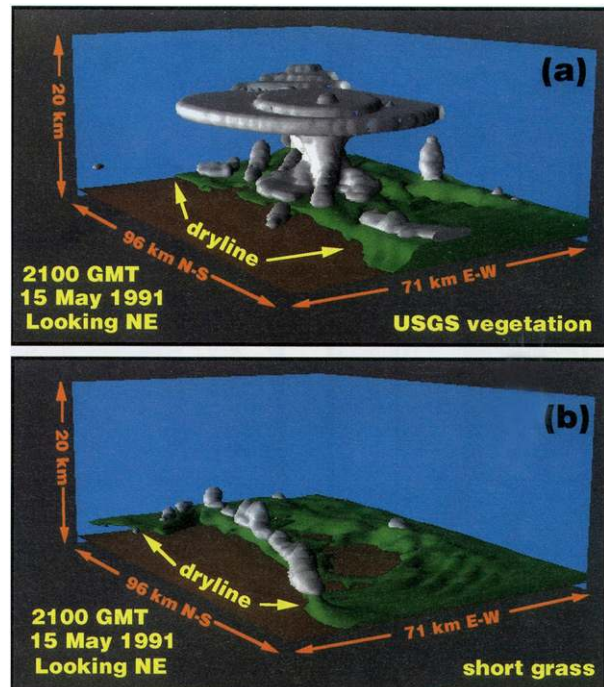 (a)
20 km
dryline
96 km N-S
71 km E-W
2100 GMT
15 May 1991
Looking NE
USGS vegetation
(b)
20 km
dryline
96 km N-S
71 km E-W
2100 GMT
15 May 1991
Looking NE
short grass